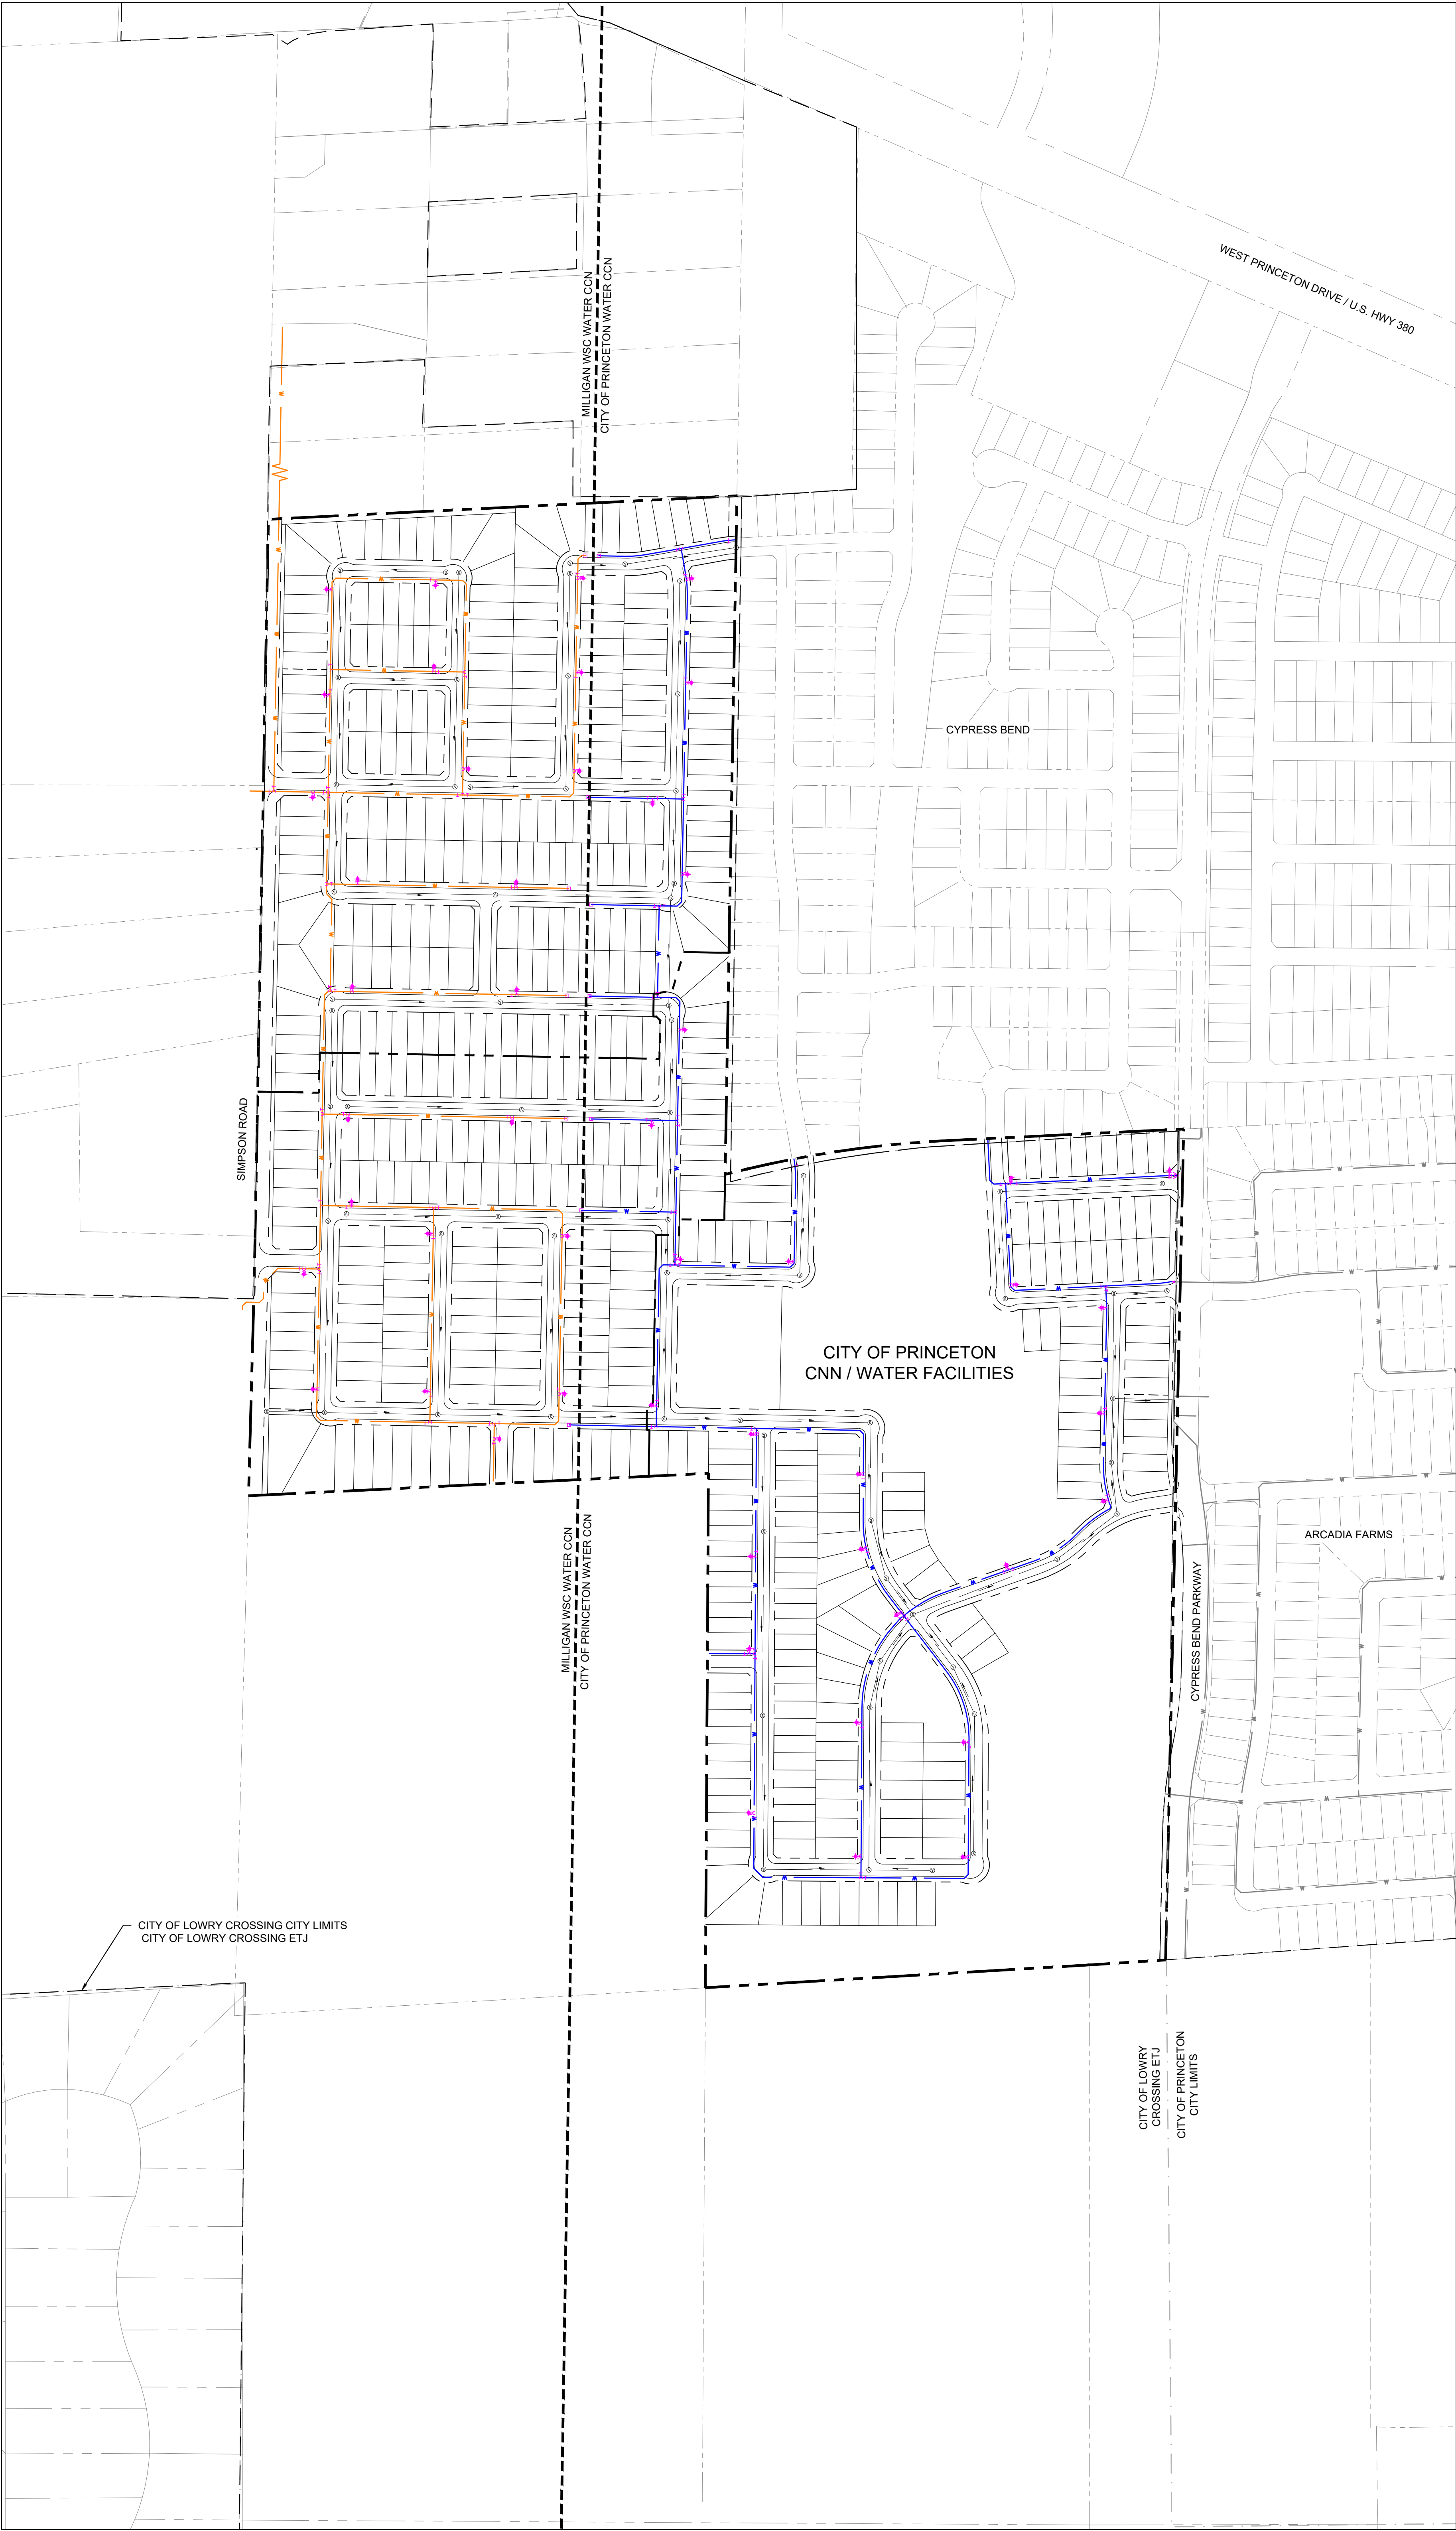 WEST PRINCETON DRIVE / U.S. HWY 380
MILLIGAN WSC WATER CCN
CITY OF PRINCETON WATER CCN
CYPRESS BEND
SIMPSON ROAD
CITY OF PRINCETON
CNN / WATER FACILITIES
ARCADIA FARMS
MILLIGAN WSC WATER CCN
CITY OF PRINCETON WATER CCN
CYPRESS BEND PARKWAY
CITY OF LOWRY CROSSING CITY LIMITS
CITY OF LOWRY CROSSING ETJ
CITY OF LOWRY
CROSSING ETJ
CITY OF PRINCETON
CITY LIMITS